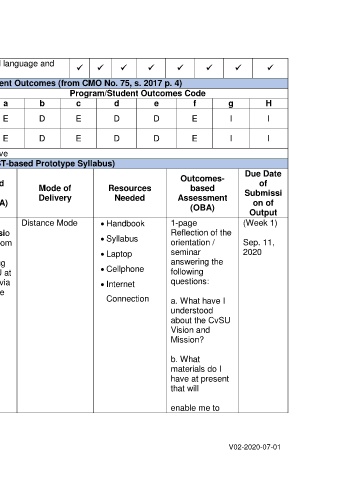 l language and ✓ ✓ ✓ ✓ ✓ ✓ ✓
ent Outcomes (from CMO No. 75, s. 2017 p. 4)
Program/Student Outcomes Code
a b c d e f g H
E D E D D E I I
E D E D D E I I
ve
ST-based Prototype Syllabus)
d
A)
Mode of
Delivery
Resources
Needed
Outcomes-
based
Assessment
(OBA)
Due Date
of
Submissi
on of
Output
sio
om
g
U at
via
e
Distance Mode
• Handbook
• Syllabus
• Laptop
• Cellphone
• Internet
Connection
1-page
Reflection of the
orientation /
seminar
answering the
following
questions:
a. What have I
understood
about the CvSU
Vision and
Mission?
b. What
materials do I
have at present
that will
enable me to
(Week 1)
Sep. 11,
2020
V02-2020-07-01